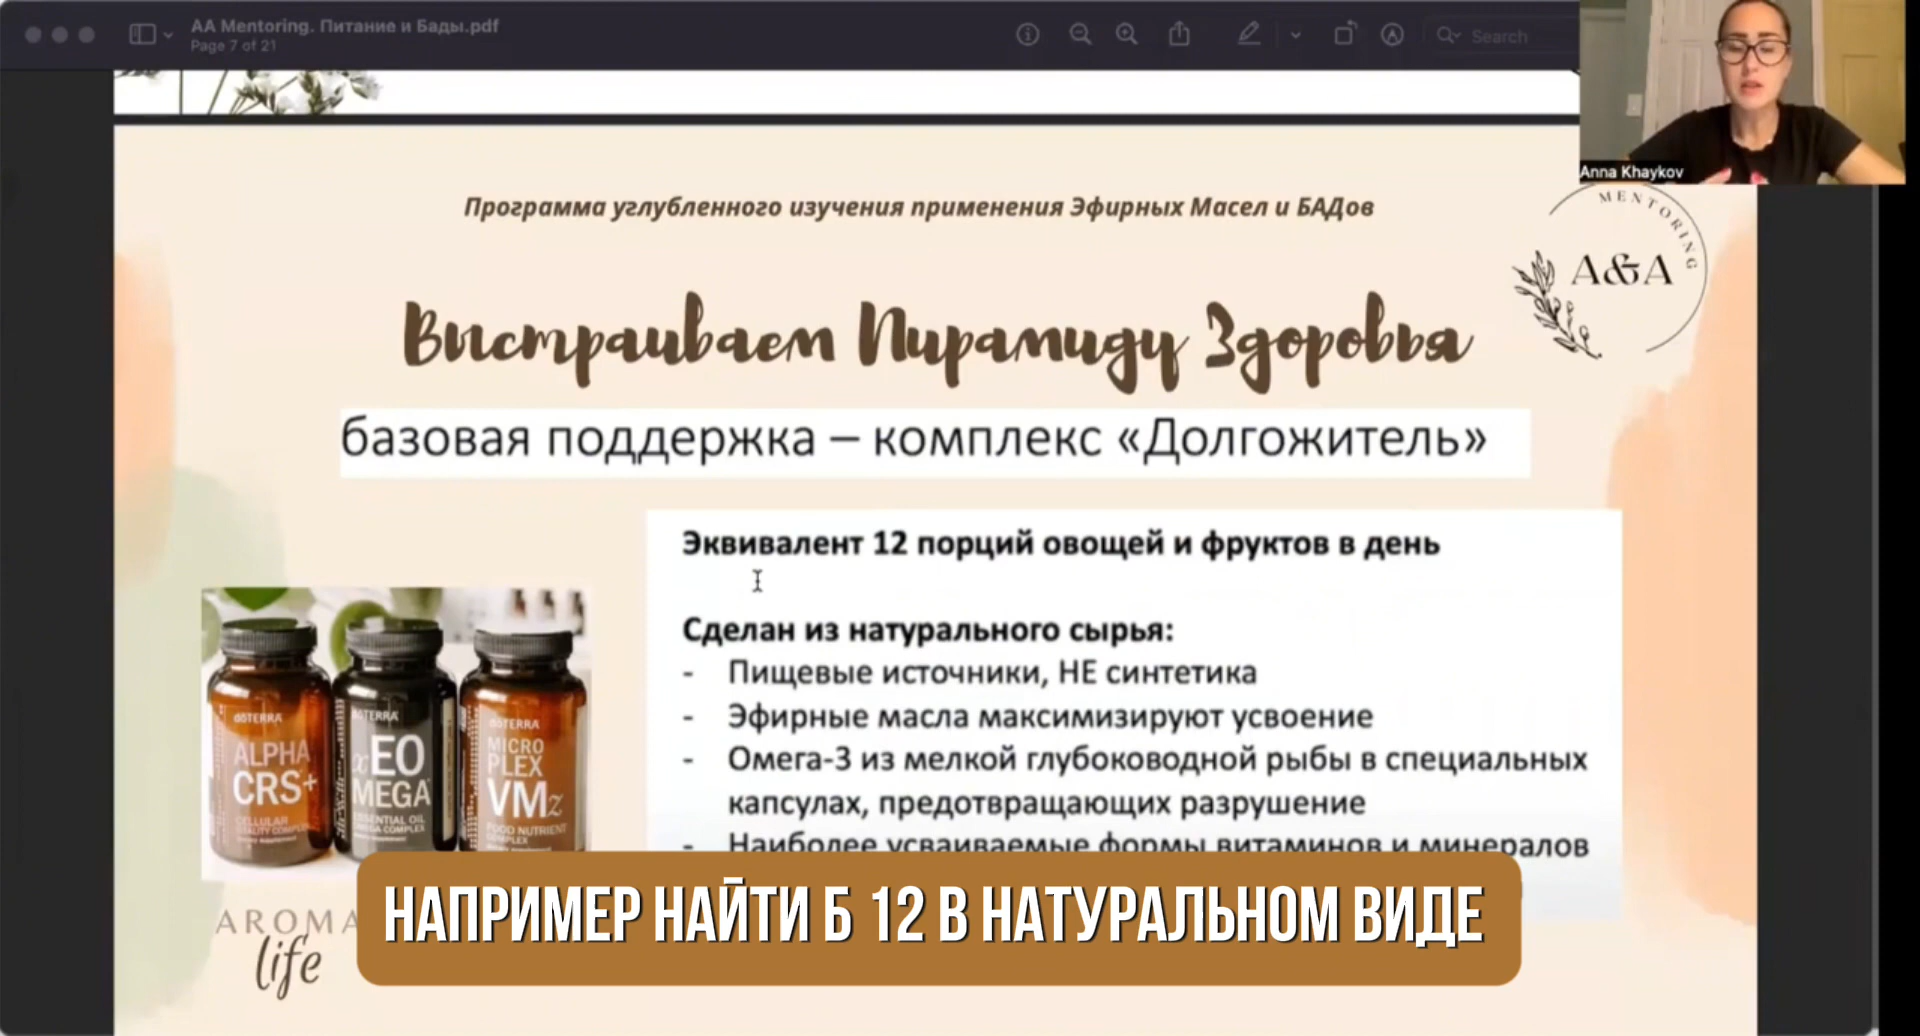 AA Mentoring. Питание и Бады.pdf
Page 7 of 21
Search
Anna Khaykov
MENTORING
A&A
Программа углубленного изучения применения Эфирных Масел и БАДов
Выстраиваем Пирамиду Здоровья
базовая поддержка – комплекс «Долгожитель»
Эквивалент 12 порций овощей и фруктов в день
Сделан из натурального сырья:
- Пищевые источники, НЕ синтетика
- Эфирные масла максимизируют усвоение
- Омега-3 из мелкой глубоководной рыбы в специальных
капсулах, предотвращающих разрушение
- Наиболее усваиваемые формы витаминов и минералов
dōTERRA
ALPHA
CRS+
CELLULAR
VITALITY COMPLEX
dōTERRA
xEO
MEGA
ESSENTIAL OIL
OMEGA COMPLEX
dōTERRA
MICRO
PLEX
VMz
FOOD NUTRIENT
COMPLEX
AROMA
life
НАПРИМЕР НАЙТИ Б 12 В НАТУРАЛЬНОМ ВИДЕ